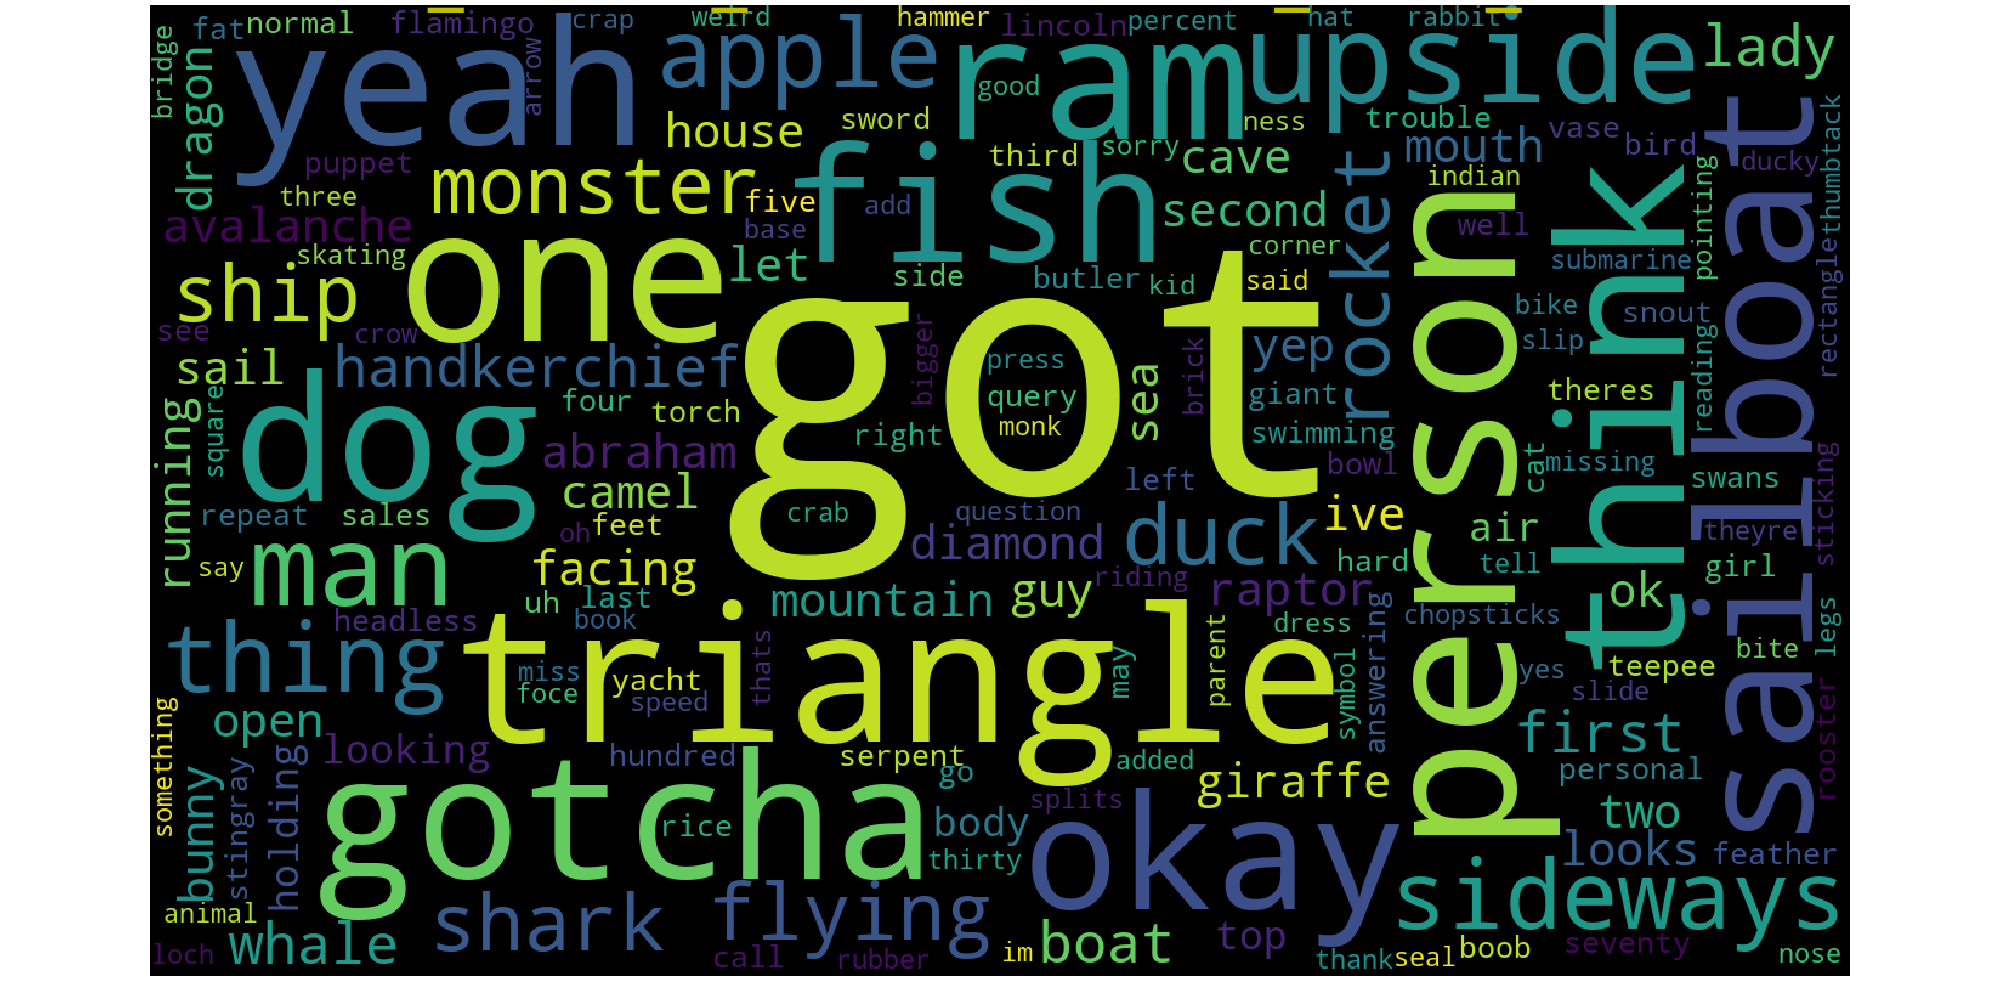 bridge
fat
normal
flamingo
crap
weird
hammer
lincoln
percent
hat
rabbit
lady
yeah
arrow
apple
good
ram
upside
dragon
puppet
three
house
sword
third
sorry
ness
trouble
mouth
vase
bird
ducky
thumbtack
avalanche
skating
monster
five
base
add
fish
cave
second
corner
indian
well
pointing
ship
one
let
side
butler
kid
said
rocket
person
think
submarine
sailboat
see
crow
sail
handkerchief
got
bigger
press
query
monk
sea
brick
yep
giant
bike
slip
snout
theres
reading
rectangle
running
square
dog
four
torch
abraham
right
swimming
bowl
cat
missing
swans
sticking
repeat
sales
camel
feet
oh
crab
question
left
diamond
duck
ive
air
theyre
say
man
facing
riding
raptor
hard
tell
girl
headless
uh
last
book
mountain
guy
ok
legs
thing
triangle
dress
answering
chopsticks
bite
miss
foce
yacht
speed
thats
may
parent
symbol
yes
teepee
slide
rooster
something
open
looking
hundred
serpent
go
added
giraffe
first
personal
bunny
stingray
holding
gotcha
rice
body
thirty
splits
okay
two
looks
feather
animal
whale
shark
flying
sideways
loch
call
rubber
im
boat
top
thank
seal
boob
seventy
nose